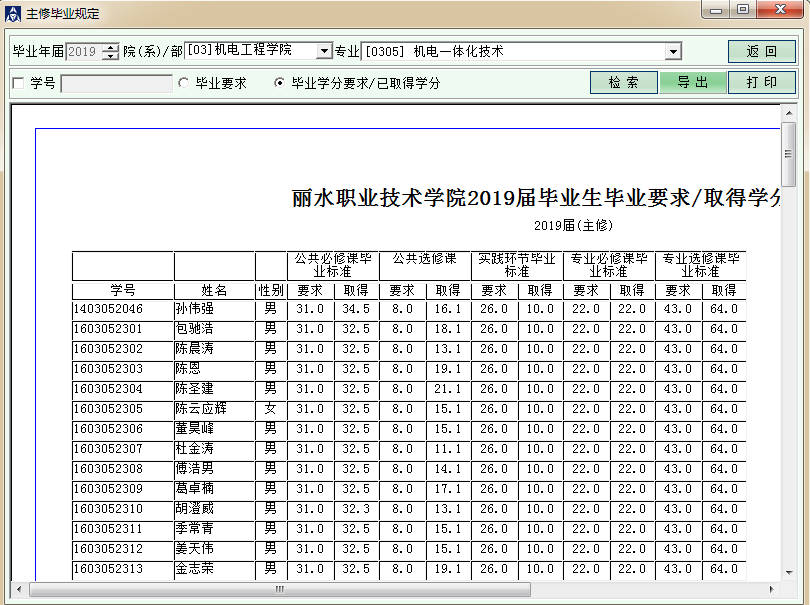 主修毕业规定
毕业年届 2019 院(系)/部 [03]机电工程学院 专业 [0305] 机电一体化技术 返 回
学号 毕业要求 毕业学分要求/已取得学分 检 索 导 出 打 印
丽水职业技术学院2019届毕业生毕业要求/取得学分
2019届(主修)
公共必修课毕业标准 公共选修课 实践环节毕业标准 专业必修课毕业标准 专业选修课毕业标准
学号 姓名 性别 要求 取得 要求 取得 要求 取得 要求 取得 要求 取得
1403052046 孙伟强 男 31.0 34.5 8.0 16.1 26.0 10.0 22.0 22.0 43.0 64.0
1603052301 包驰浩 男 31.0 32.5 8.0 18.1 26.0 10.0 22.0 22.0 43.0 64.0
1603052302 陈晨涛 男 31.0 32.5 8.0 13.1 26.0 10.0 22.0 22.0 43.0 64.0
1603052303 陈恩 男 31.0 32.5 8.0 19.1 26.0 10.0 22.0 22.0 43.0 64.0
1603052304 陈圣建 男 31.0 32.5 8.0 21.1 26.0 10.0 22.0 22.0 43.0 64.0
1603052305 陈云应辉 女 31.0 32.5 8.0 15.1 26.0 10.0 22.0 22.0 43.0 64.0
1603052306 董昊峰 男 31.0 32.5 8.0 15.1 26.0 10.0 22.0 22.0 43.0 64.0
1603052307 杜金涛 男 31.0 32.5 8.0 11.1 26.0 10.0 22.0 22.0 43.0 64.0
1603052308 傅浩男 男 31.0 32.5 8.0 14.1 26.0 10.0 22.0 22.0 43.0 64.0
1603052309 葛卓楠 男 31.0 32.5 8.0 17.1 26.0 10.0 22.0 22.0 43.0 64.0
1603052310 胡澄威 男 31.0 32.3 8.0 13.1 26.0 10.0 22.0 22.0 43.0 64.0
1603052311 季常青 男 31.0 32.5 8.0 15.1 26.0 10.0 22.0 22.0 43.0 64.0
1603052312 姜天伟 男 31.0 32.5 8.0 15.1 26.0 10.0 22.0 22.0 43.0 64.0
1603052313 金志荣 男 31.0 32.5 8.0 19.1 26.0 10.0 22.0 22.0 43.0 64.0